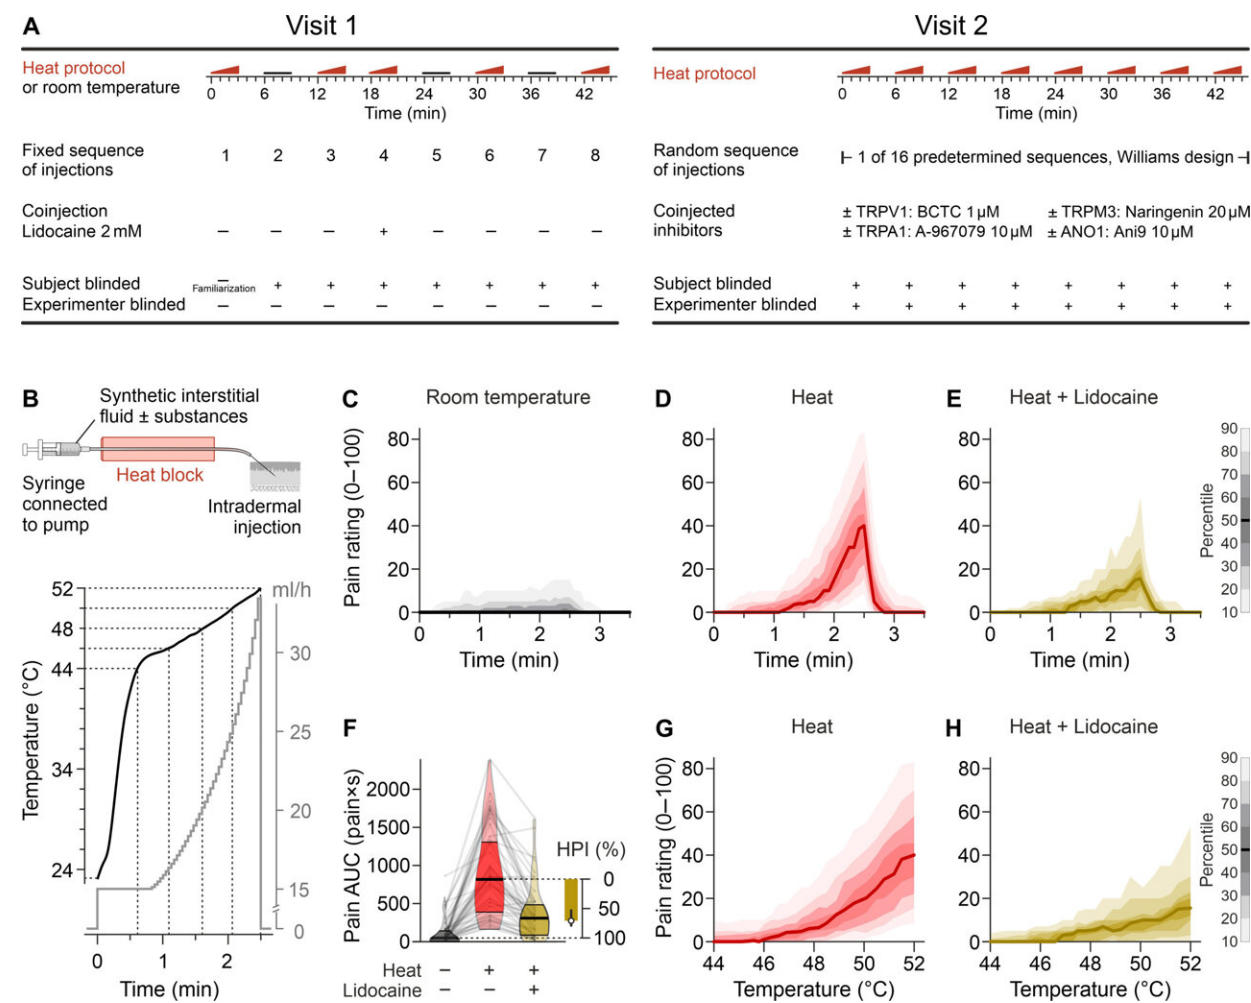 A
Visit 1
Visit 2
Heat protocol
or room temperature
0 6 12 18 24 30 36 42
Time (min)
Heat protocol
0 6 12 18 24 30 36 42
Time (min)
Fixed sequence
of injections
1 2 3 4 5 6 7 8
Random sequence
of injections
1 of 16 predetermined sequences, Williams design
Coinjection
Lidocaine 2 mM
– – – + – – – –
Coinjected
inhibitors
± TRPV1: BCTC 1 µM
± TRPM3: Naringenin 20 µM
± TRPA1: A-967079 10 µM
± ANO1: Ani9 10 µM
Subject blinded
– + + + + + + +
Familiarization
Experimenter blinded
– – – – – – – –
Subject blinded
+ + + + + + + +
Experimenter blinded
+ + + + + + + +
B
Synthetic interstitial
fluid ± substances
Heat block
Syringe
connected
to pump
Intradermal
injection
52
48
44
34
24
Temperature (°C)
ml/h
30
25
20
15
0
0 1 2
Time (min)
C
Room temperature
80
60
40
20
0
Pain rating (0–100)
0 1 2 3
Time (min)
D
Heat
80
60
40
20
0
0 1 2 3
Time (min)
E
Heat + Lidocaine
80
60
40
20
0
0 1 2 3
Time (min)
90
80
70
60
50
40
30
20
10
Percentile
F
2000
1500
1000
500
0
Pain AUC (pain×s)
HPI (%)
0
50
100
Heat – + +
Lidocaine – – +
G
Heat
80
60
40
20
0
Pain rating (0–100)
44 46 48 50 52
Temperature (°C)
H
Heat + Lidocaine
80
60
40
20
0
44 46 48 50 52
Temperature (°C)
90
80
70
60
50
40
30
20
10
Percentile